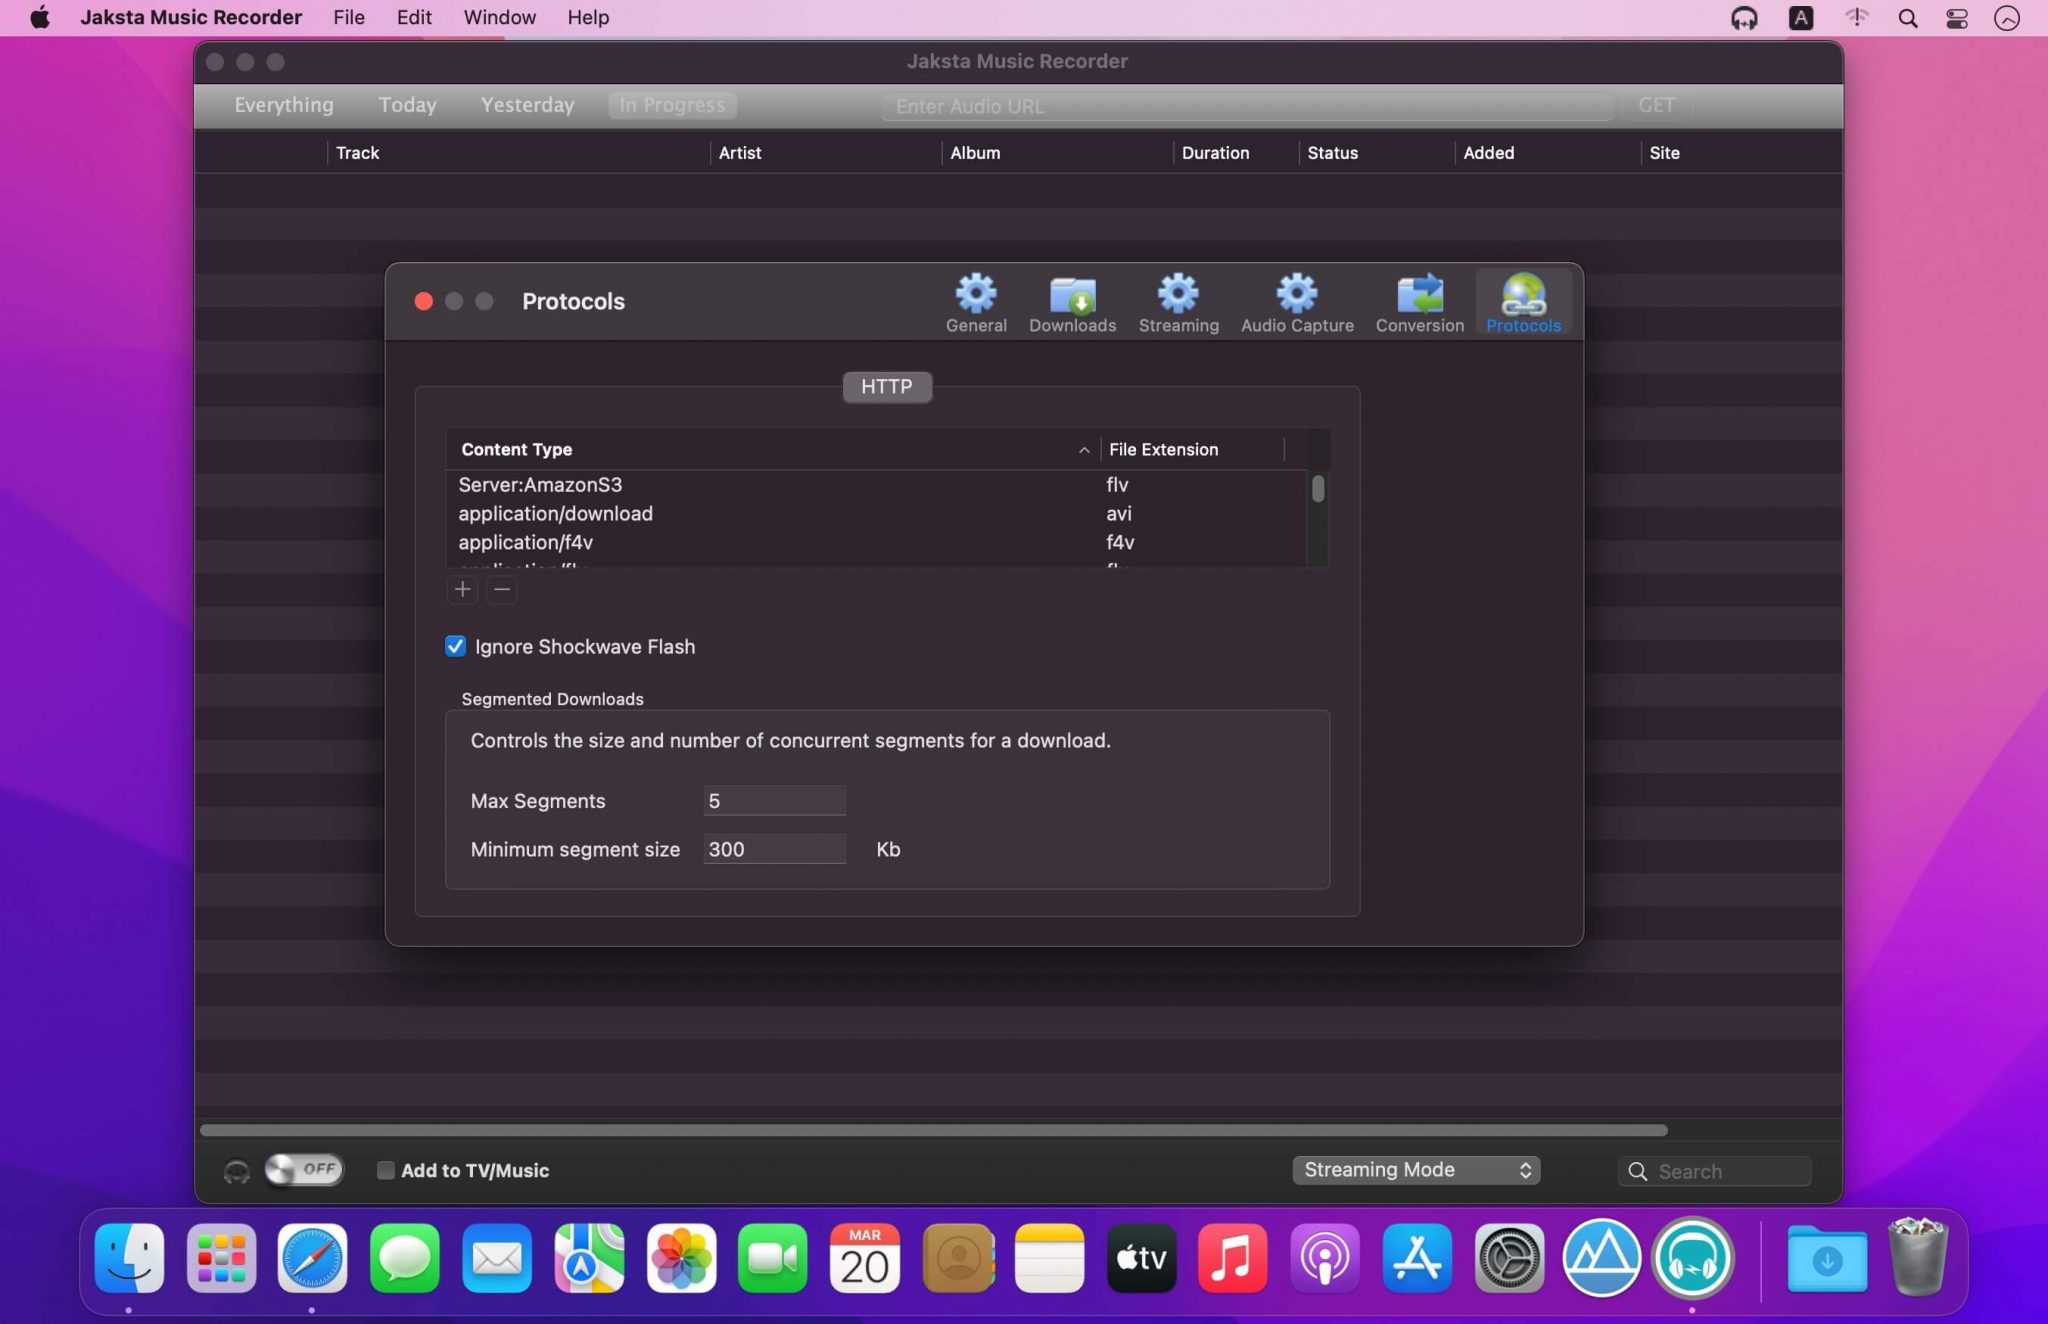 Jaksta Music Recorder File Edit Window Help A
Jaksta Music Recorder
Everything Today Yesterday In Progress Enter Audio URL GET
Track Artist Album Duration Status Added Site
Protocols
General Downloads Streaming Audio Capture Conversion Protocols
HTTP
Content Type File Extension
Server:AmazonS3 flv
application/download avi
application/f4v f4v
Ignore Shockwave Flash
Segmented Downloads
Controls the size and number of concurrent segments for a download.
Max Segments 5
Minimum segment size 300 Kb
OFF Add to TV/Music Streaming Mode Search
MAR
20
tv